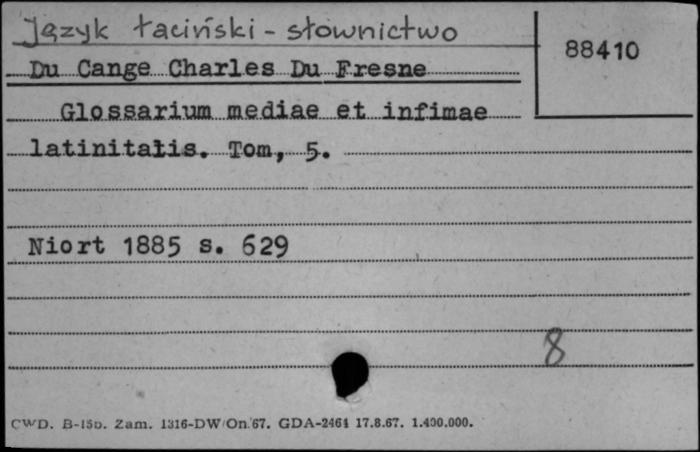 Język łaciński - słownictwo
88410
Du Cange Charles Du Fresne
Glossarium mediae et infimae
latinitatis. Tom, 5.
Niort 1885 s. 629
8
CWD. B-15b. Zam. 1316-DW/On.67. GDA-2464 17.8.67. 1.400.000.